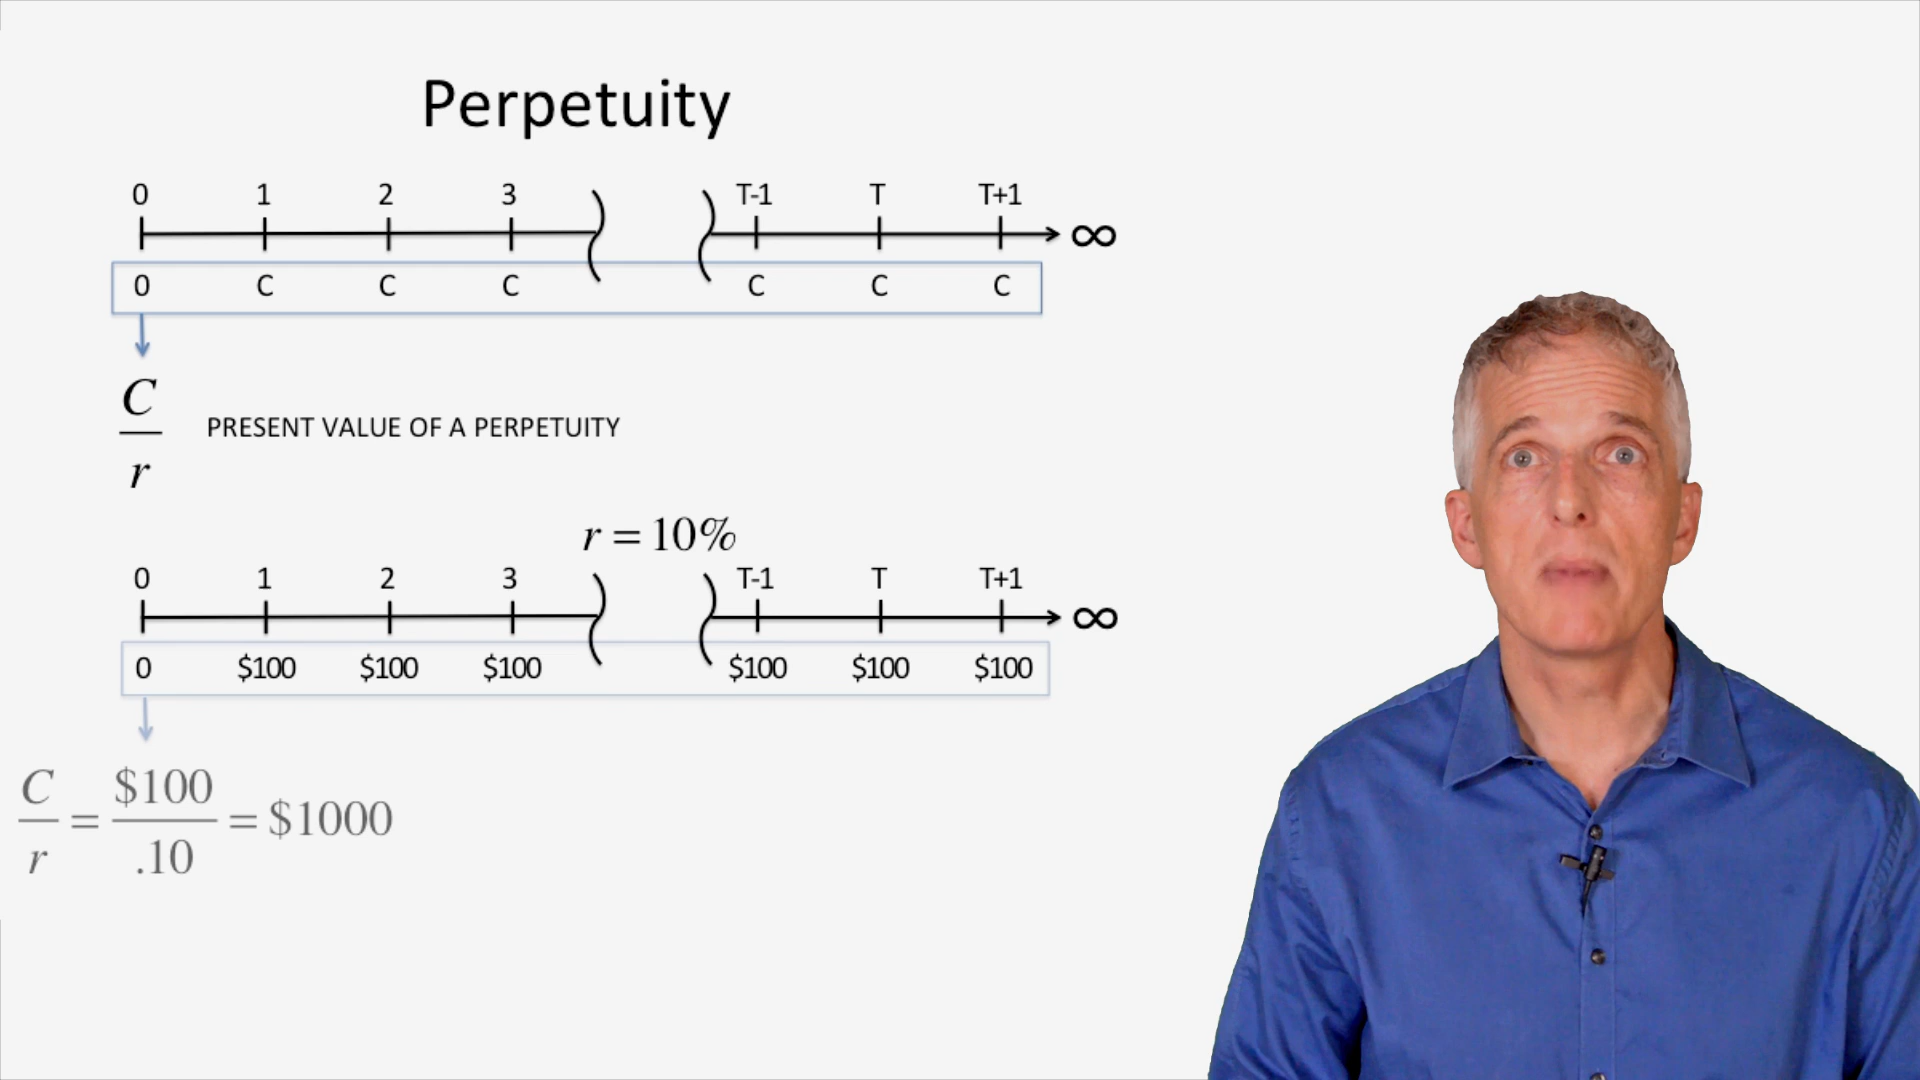 Perpetuity
0 1 2 3 T-1 T T+1
∞
0 C C C C C C
C
r
PRESENT VALUE OF A PERPETUITY
r = 10%
0 1 2 3 T-1 T T+1
∞
0 $100 $100 $100 $100 $100 $100
C/r = $100/.10 = $1000